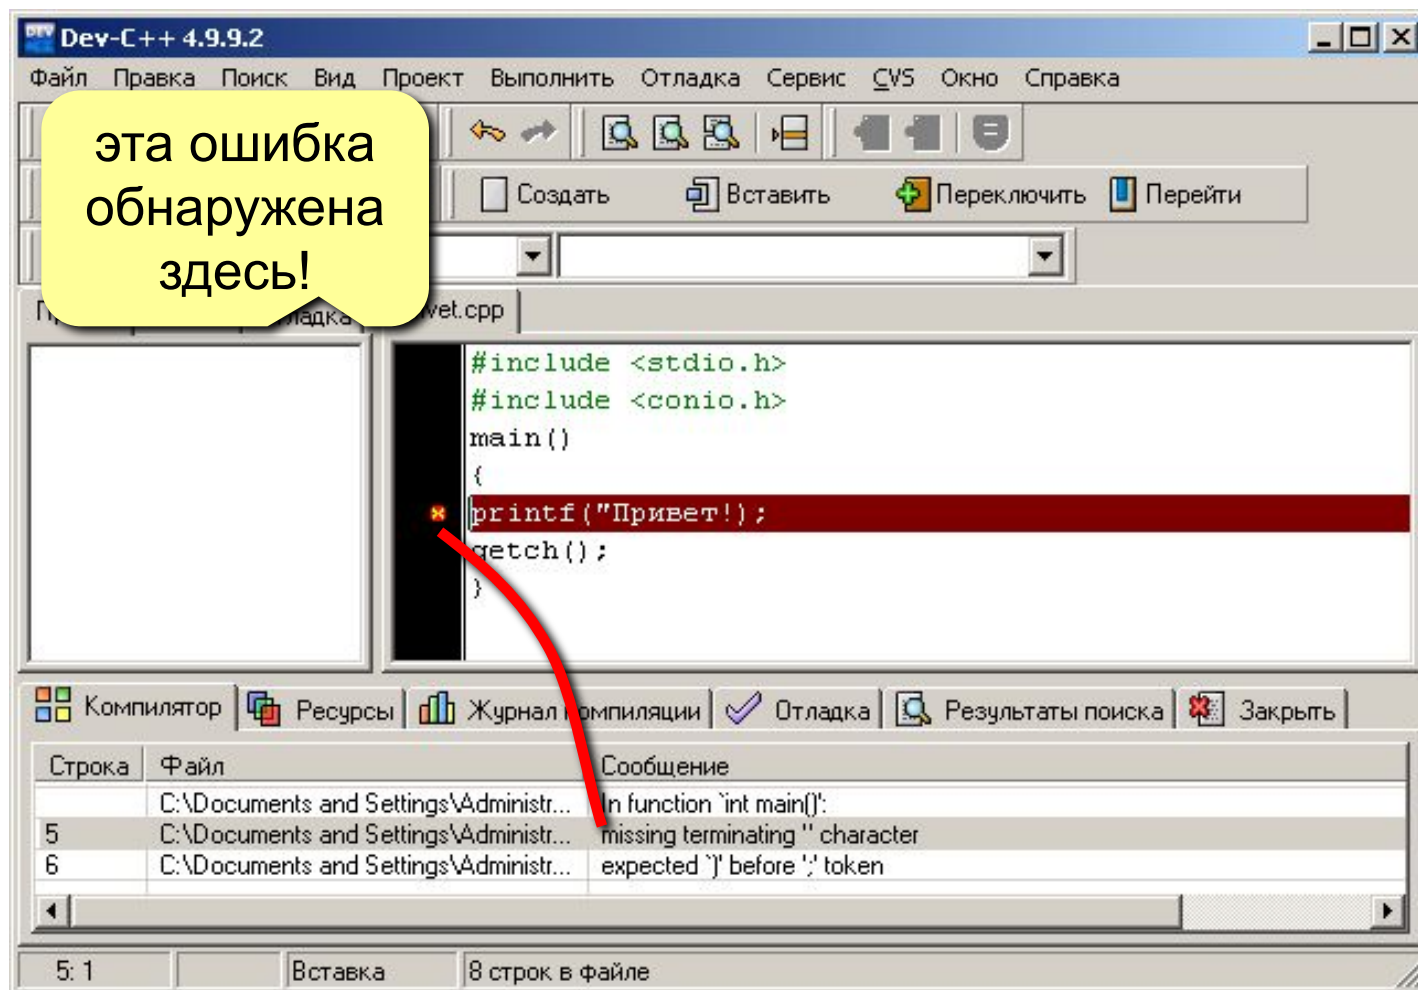 Dev-C++ 4.9.9.2
Файл Правка Поиск Вид Проект Выполнить Отладка Сервис CVS Окно Справка
эта ошибка
обнаружена
здесь!
Создать Вставить Переключить Перейти
vet.cpp
#include <stdio.h>
#include <conio.h>
main()
{
printf("Привет!);
getch();
}
Компилятор Ресурсы Журнал компиляции Отладка Результаты поиска Закрыть
Строка Файл Сообщение
C:\Documents and Settings\Administr... In function `int main()':
5 C:\Documents and Settings\Administr... missing terminating " character
6 C:\Documents and Settings\Administr... expected `)' before ';' token
5: 1 Вставка 8 строк в файле